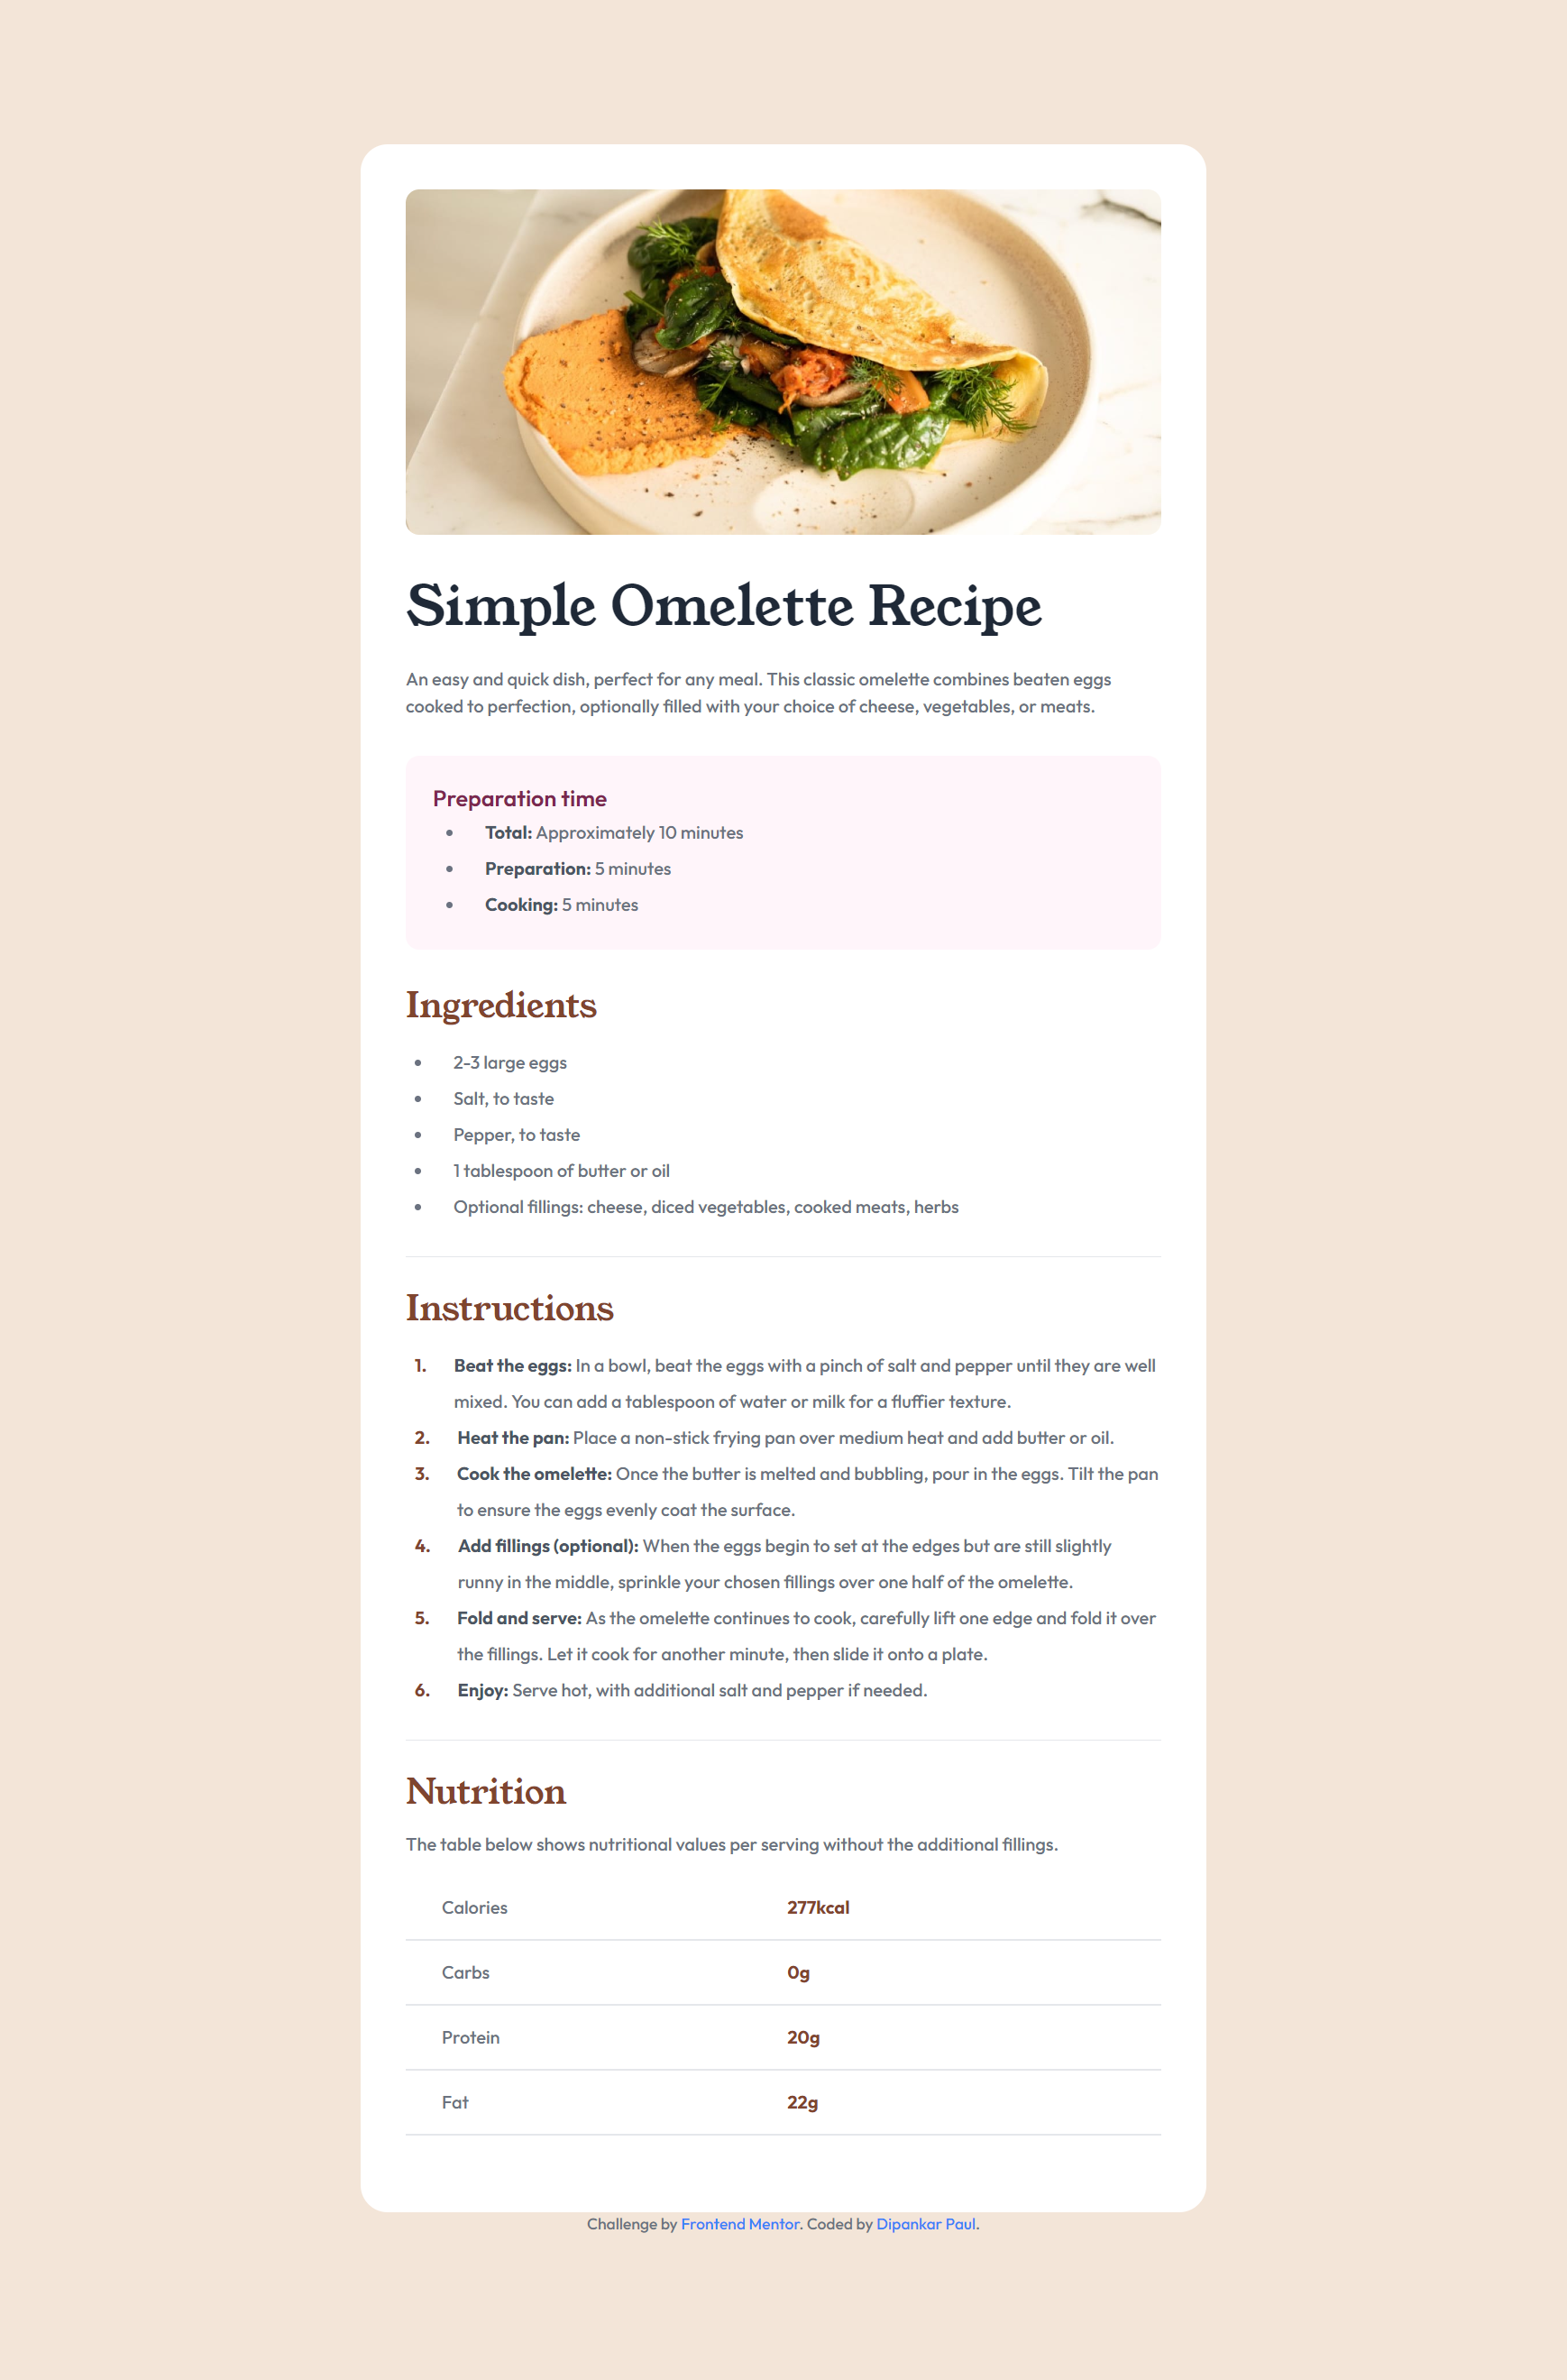 Simple Omelette Recipe
An easy and quick dish, perfect for any meal. This classic omelette combines beaten eggs
cooked to perfection, optionally filled with your choice of cheese, vegetables, or meats.
Preparation time
• Total: Approximately 10 minutes
• Preparation: 5 minutes
• Cooking: 5 minutes
Ingredients
• 2-3 large eggs
• Salt, to taste
• Pepper, to taste
• 1 tablespoon of butter or oil
• Optional fillings: cheese, diced vegetables, cooked meats, herbs
Instructions
1. Beat the eggs: In a bowl, beat the eggs with a pinch of salt and pepper until they are well
mixed. You can add a tablespoon of water or milk for a fluffier texture.
2. Heat the pan: Place a non-stick frying pan over medium heat and add butter or oil.
3. Cook the omelette: Once the butter is melted and bubbling, pour in the eggs. Tilt the pan
to ensure the eggs evenly coat the surface.
4. Add fillings (optional): When the eggs begin to set at the edges but are still slightly
runny in the middle, sprinkle your chosen fillings over one half of the omelette.
5. Fold and serve: As the omelette continues to cook, carefully lift one edge and fold it over
the fillings. Let it cook for another minute, then slide it onto a plate.
6. Enjoy: Serve hot, with additional salt and pepper if needed.
Nutrition
The table below shows nutritional values per serving without the additional fillings.
Calories 277kcal
Carbs 0g
Protein 20g
Fat 22g
Challenge by Frontend Mentor. Coded by Dipankar Paul.